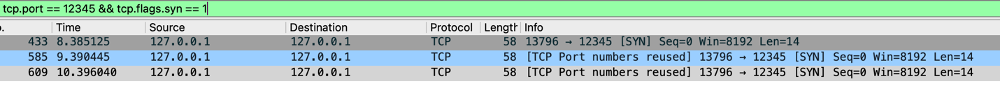 tcp.port == 12345 && tcp.flags.syn == 1
o. Time Source Destination Protocol Length Info
433 8.385125 127.0.0.1 127.0.0.1 TCP 58 13796 → 12345 [SYN] Seq=0 Win=8192 Len=14
585 9.390445 127.0.0.1 127.0.0.1 TCP 58 [TCP Port numbers reused] 13796 → 12345 [SYN] Seq=0 Win=8192 Len=14
609 10.396040 127.0.0.1 127.0.0.1 TCP 58 [TCP Port numbers reused] 13796 → 12345 [SYN] Seq=0 Win=8192 Len=14